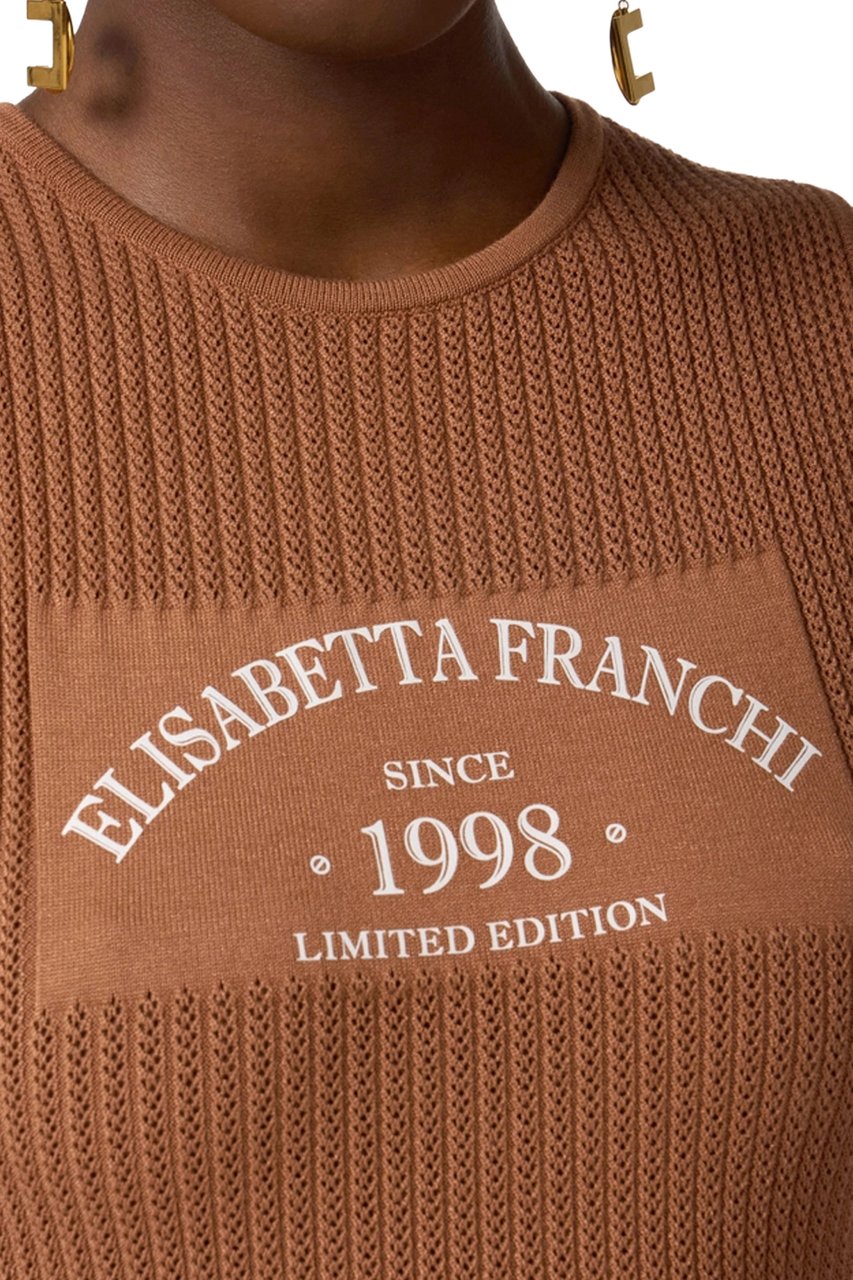 ELISABETTA FRANCHI
SINCE
1998
LIMITED EDITION